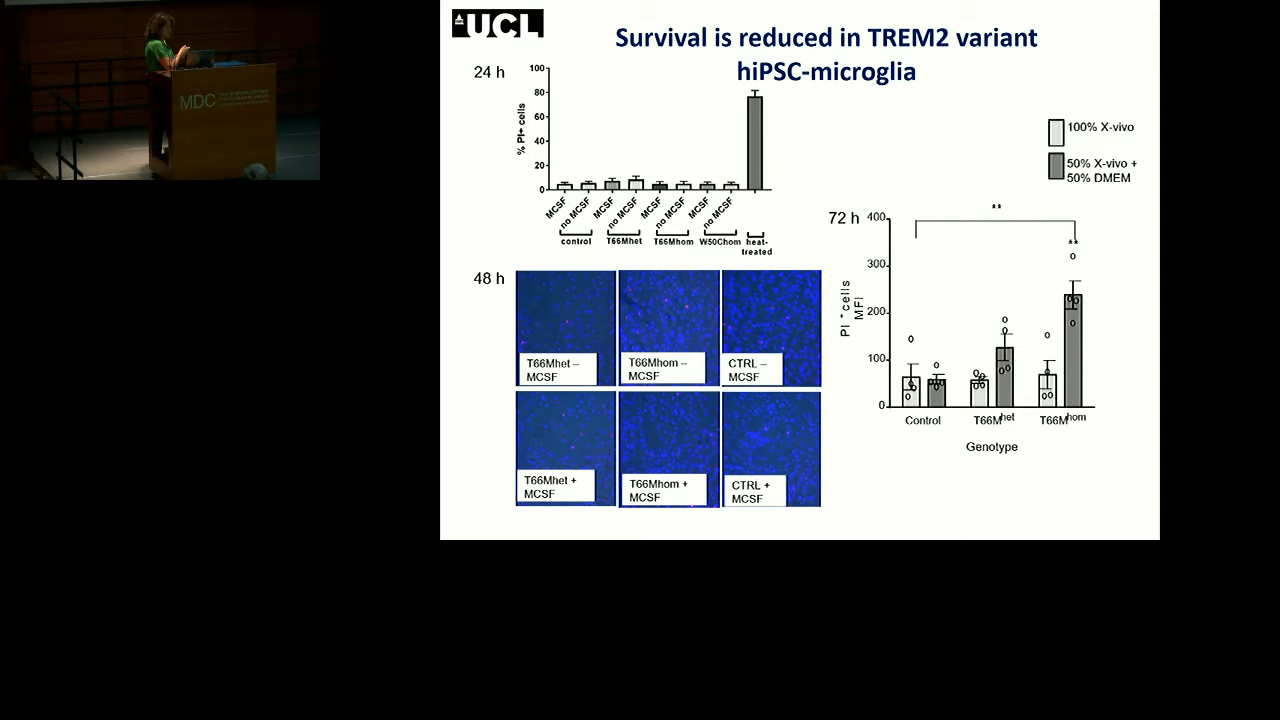 MDC
UCL
Survival is reduced in TREM2 variant
hiPSC-microglia
24 h
% PI+ cells
100
80
60
40
20
0
MCSF
no MCSF
MCSF
no MCSF
MCSF
no MCSF
MCSF
no MCSF
control
T66Mhet
T66Mhom
W50Chom
heat-
treated
100% X-vivo
50% X-vivo +
50% DMEM
48 h
T66Mhet –
MCSF
T66Mhom –
MCSF
CTRL –
MCSF
T66Mhet +
MCSF
T66Mhom +
MCSF
CTRL +
MCSF
72 h
PI + cells
MFI
400
300
200
100
0
**
**
Control
T66Mhet
T66Mhom
Genotype